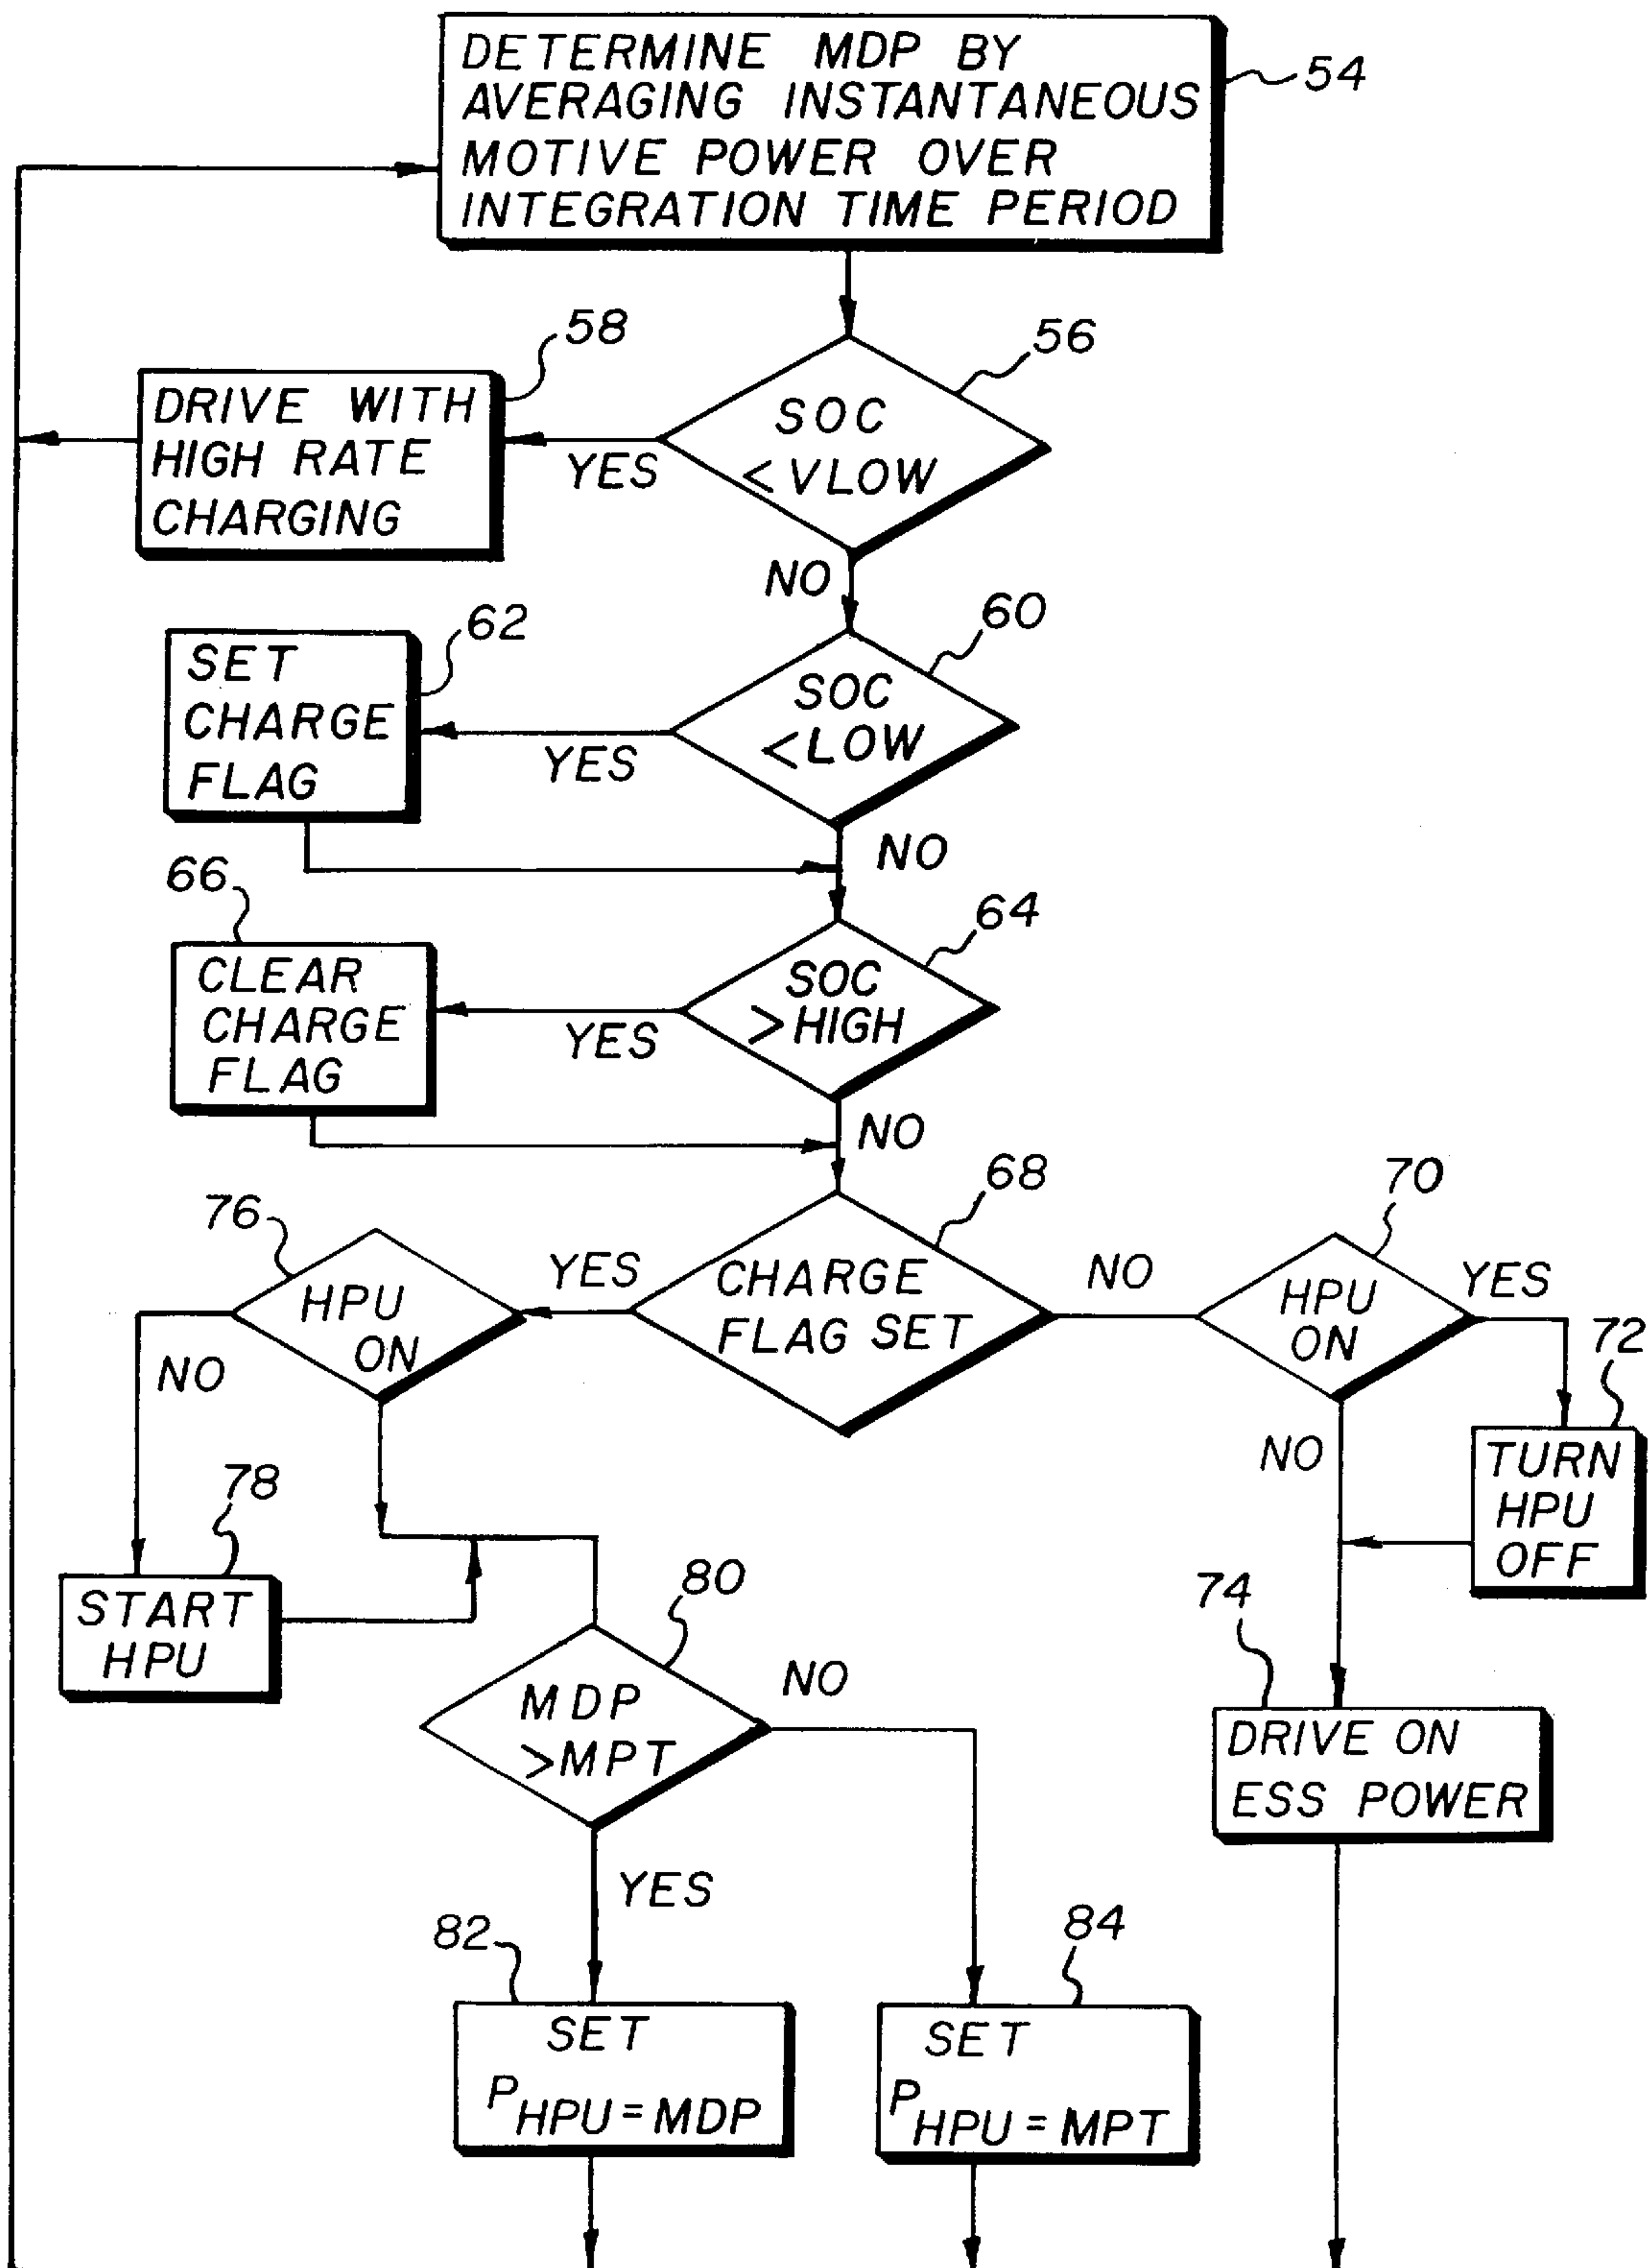 DETERMINE MDP BY
AVERAGING INSTANTANEOUS
MOTIVE POWER OVER
INTEGRATION TIME PERIOD
54
58
56
DRIVE WITH
HIGH RATE
CHARGING
YES
SOC
< VLOW
NO
62
60
SET
CHARGE
FLAG
YES
SOC
<LOW
NO
66
64
CLEAR
CHARGE
FLAG
YES
SOC
>HIGH
NO
76
68
70
HPU
ON
YES
CHARGE
FLAG SET
NO
HPU
ON
YES
72
NO
NO
TURN
HPU
OFF
78
START
HPU
80
74
MDP
>MPT
NO
DRIVE ON
ESS POWER
YES
82
84
SET
PHPU = MDP
SET
PHPU = MPT